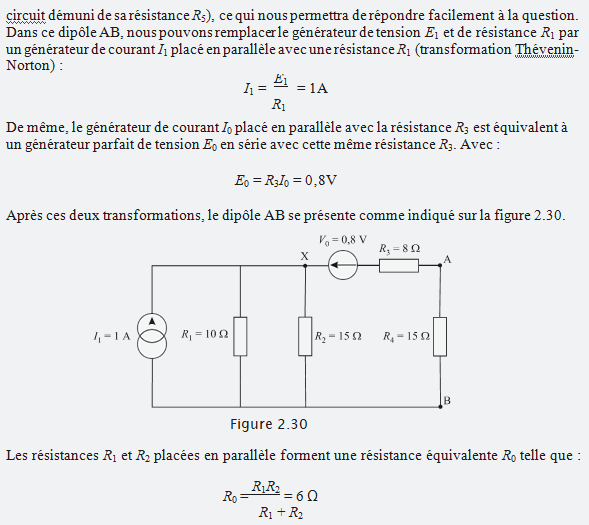 circuit démuni de sa résistance R5), ce qui nous permettra de répondre facilement à la question.
Dans ce dipôle AB, nous pouvons remplacer le générateur de tension E1 et de résistance R1 par
un générateur de courant I1 placé en parallèle avec une résistance R1 (transformation Thévenin-
Norton) :
I1 = E1 / R1 = 1A
De même, le générateur de courant I0 placé en parallèle avec la résistance R3 est équivalent à
un générateur parfait de tension E0 en série avec cette même résistance R3. Avec :
E0 = R3I0 = 0,8V
Après ces deux transformations, le dipôle AB se présente comme indiqué sur la figure 2.30.
V0 = 0,8 V
R3 = 8 Ω
X
A
I1 = 1 A
R1 = 10 Ω
R2 = 15 Ω
R4 = 15 Ω
B
Figure 2.30
Les résistances R1 et R2 placées en parallèle forment une résistance équivalente R0 telle que :
R0 = R1R2 / R1 + R2 = 6 Ω